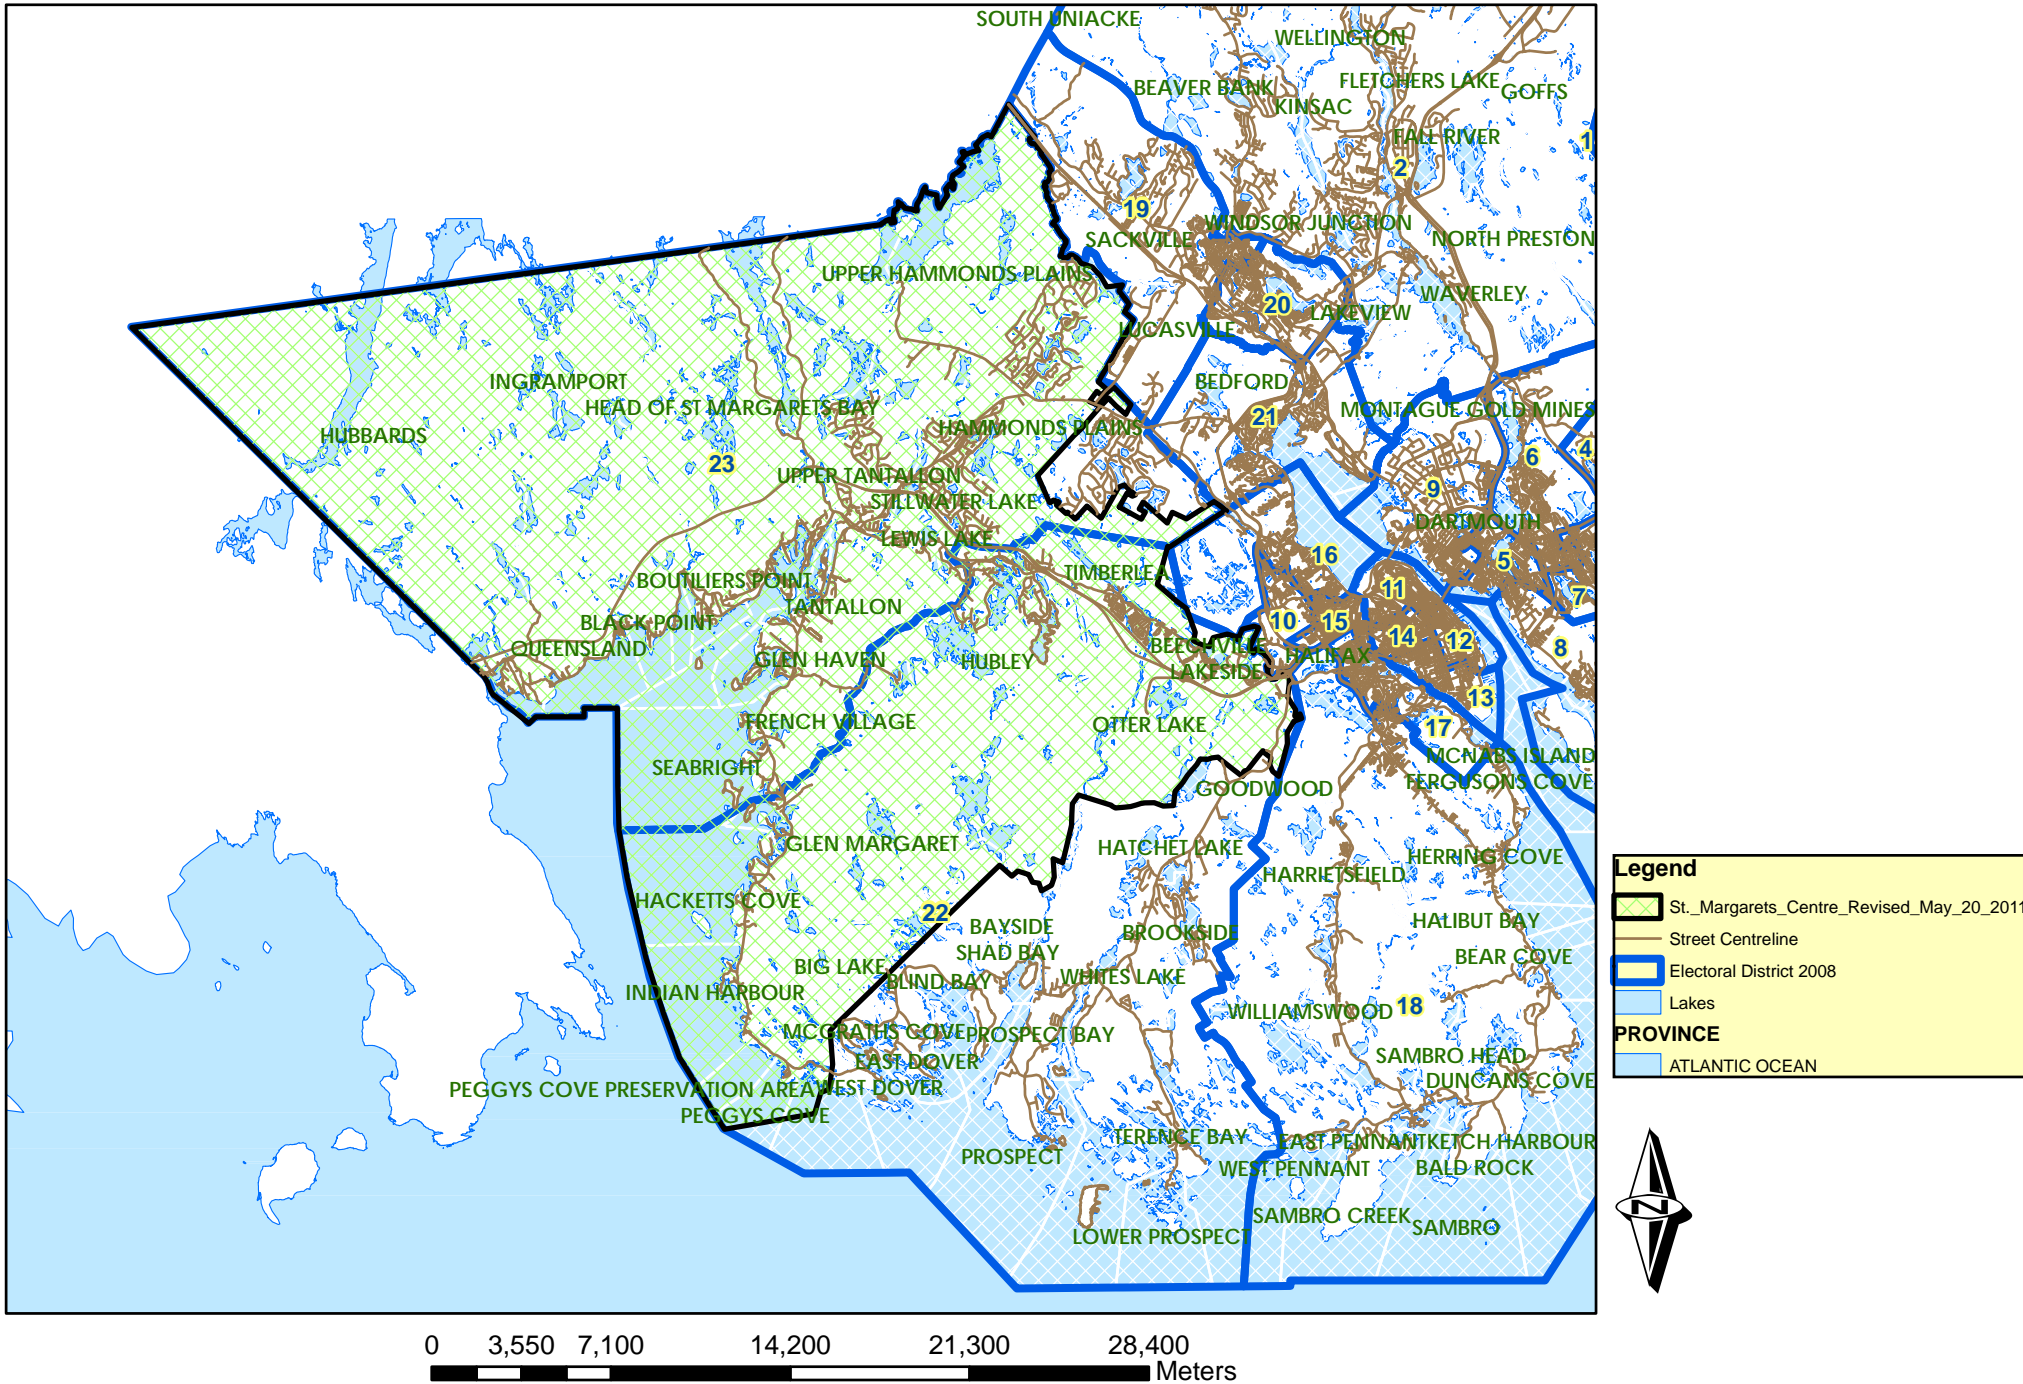 SOUTH UNIACKE
WELLINGTON
BEAVER BANK
FLETCHERS LAKE
GOFFS
KINSAC
FALL RIVER
1
2
19
WINDSOR JUNCTION
SACKVILLE
NORTH PRESTON
UPPER HAMMONDS PLAINS
WAVERLEY
20
LAKEVIEW
LUCASVILLE
INGRAMPORT
BEDFORD
HEAD OF ST MARGARETS BAY
MONTAGUE GOLD MINES
21
HUBBARDS
HAMMONDS PLAINS
4
6
23
UPPER TANTALLON
9
STILLWATER LAKE
DARTMOUTH
LEWIS LAKE
16
5
BOUTILIERS POINT
TIMBERLEA
11
7
TANTALLON
BLACK POINT
10
15
14
12
8
QUEENSLAND
BEECHVILLE
GLEN HAVEN
HUBLEY
HALIFAX
LAKESIDE
13
FRENCH VILLAGE
OTTER LAKE
17
MCNABS ISLAND
SEABRIGHT
FERGUSONS COVE
GOODWOOD
GLEN MARGARET
HATCHET LAKE
HERRING COVE
HARRIETSFIELD
HACKETTS COVE
22
BAYSIDE
BROOKSIDE
HALIBUT BAY
SHAD BAY
BEAR COVE
BIG LAKE
BLIND BAY
WHITES LAKE
INDIAN HARBOUR
WILLIAMSWOOD
18
MCGRATHS COVE
PROSPECT BAY
EAST DOVER
SAMBRO HEAD
PEGGYS COVE PRESERVATION AREA
WEST DOVER
DUNCANS COVE
PEGGYS COVE
TERENCE BAY
EAST PENNANT
KETCH HARBOUR
PROSPECT
WEST PENNANT
BALD ROCK
SAMBRO CREEK
SAMBRO
LOWER PROSPECT
Legend
St._Margarets_Centre_Revised_May_20_2011
Street Centreline
Electoral District 2008
Lakes
PROVINCE
ATLANTIC OCEAN
N
0 3,550 7,100 14,200 21,300 28,400
Meters